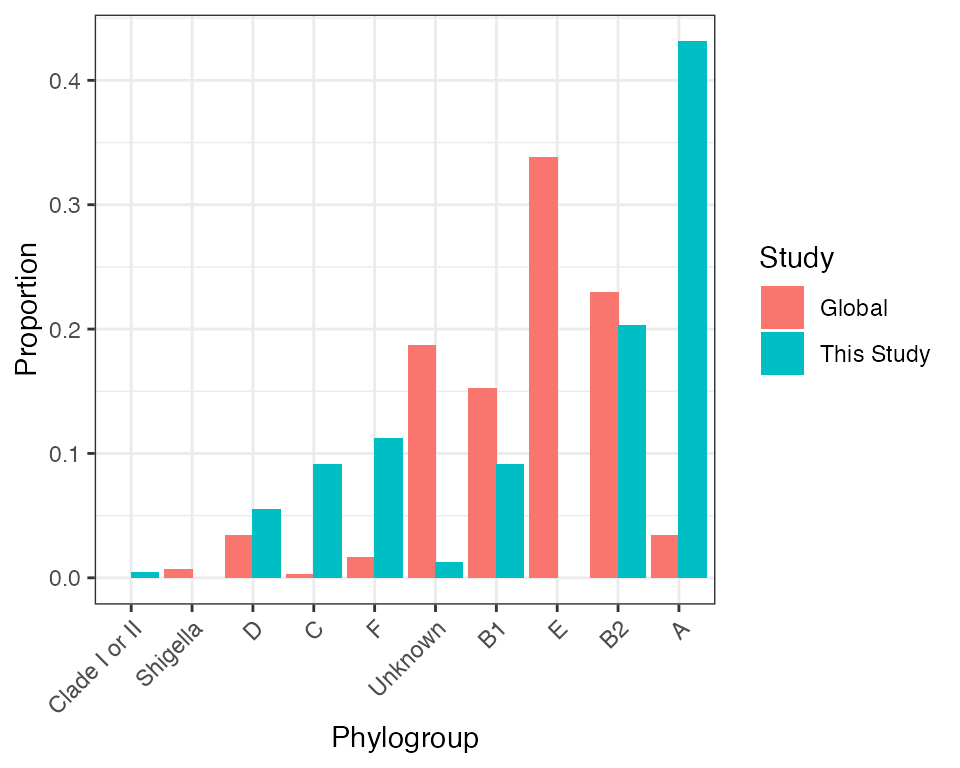 Proportion
0.4
0.3
0.2
0.1
0.0
Clade I or II
Shigella
D
C
F
Unknown
B1
E
B2
A
Phylogroup
Study
Global
This Study